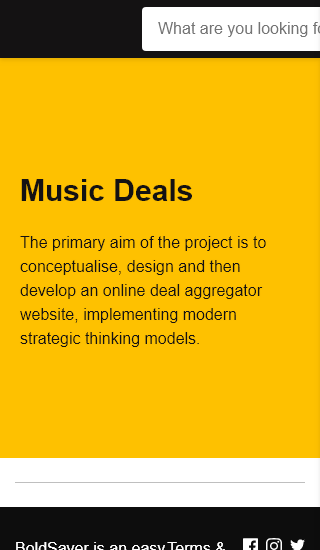 What are you looking fo
Music Deals
The primary aim of the project is to
conceptualise, design and then
develop an online deal aggregator
website, implementing modern
strategic thinking models.
BoldSaver is an easy Terms &